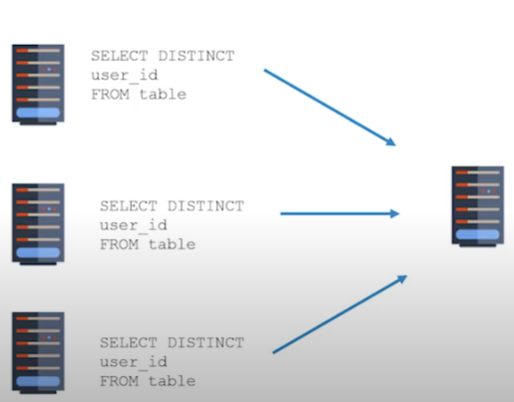 SELECT DISTINCT
user_id
FROM table
SELECT DISTINCT
user_id
FROM table
SELECT DISTINCT
user_id
FROM table